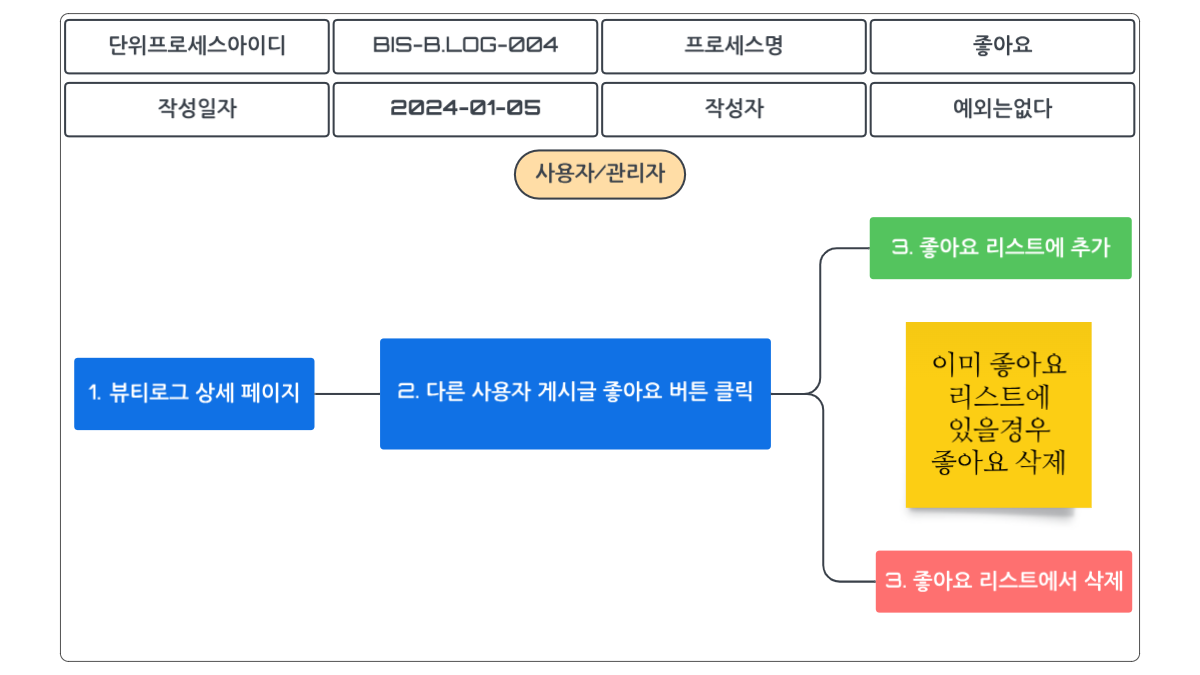 단위프로세스아이디
BIS-B.LOG-004
프로세스명
좋아요
작성일자
2024-01-05
작성자
예외는없다
사용자/관리자
3. 좋아요 리스트에 추가
1. 뷰티로그 상세 페이지
2. 다른 사용자 게시글 좋아요 버튼 클릭
이미 좋아요
리스트에
있을경우
좋아요 삭제
3. 좋아요 리스트에서 삭제